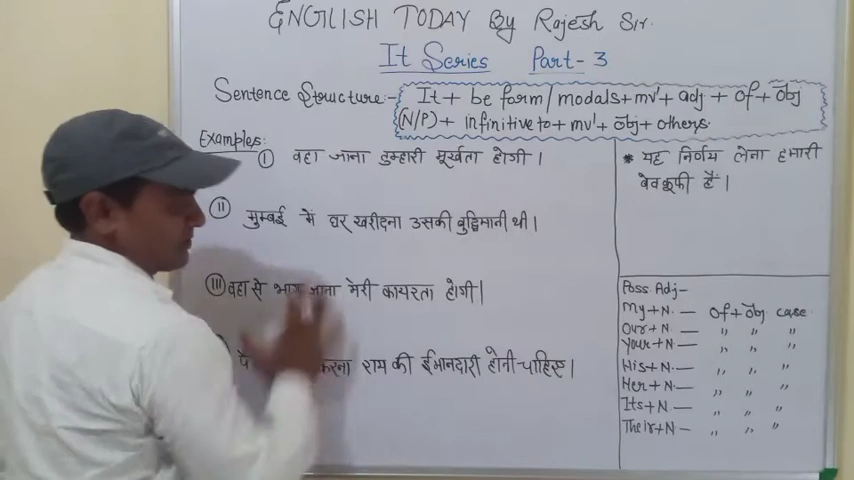 ENGLISH TODAY By Rajesh Sir.
It Series Part-3
Sentence Structure:- It + be form/modals+mv¹+ adj + of + obj
(N/P) + infinitive to + mv¹ + obj + others.
Examples:
(I) वहा जाना तुम्हारी मूर्खता होगी।
(II) मुम्बई में घर खरीदना उसकी बुद्धिमानी थी।
(III) वहा से भाग जाना मेरी कायरता होगी।
करना राम की ईमानदारी होनी-चाहिए।
* यह निर्णय लेना हमारी
बेवकूफी हैं।
Poss. Adj-
My+N. — Of + obj case
Our+N. — " " "
Your+N — " " "
His+N — " " "
Her+N — " " "
Its+N — " " "
Their+N — " " "